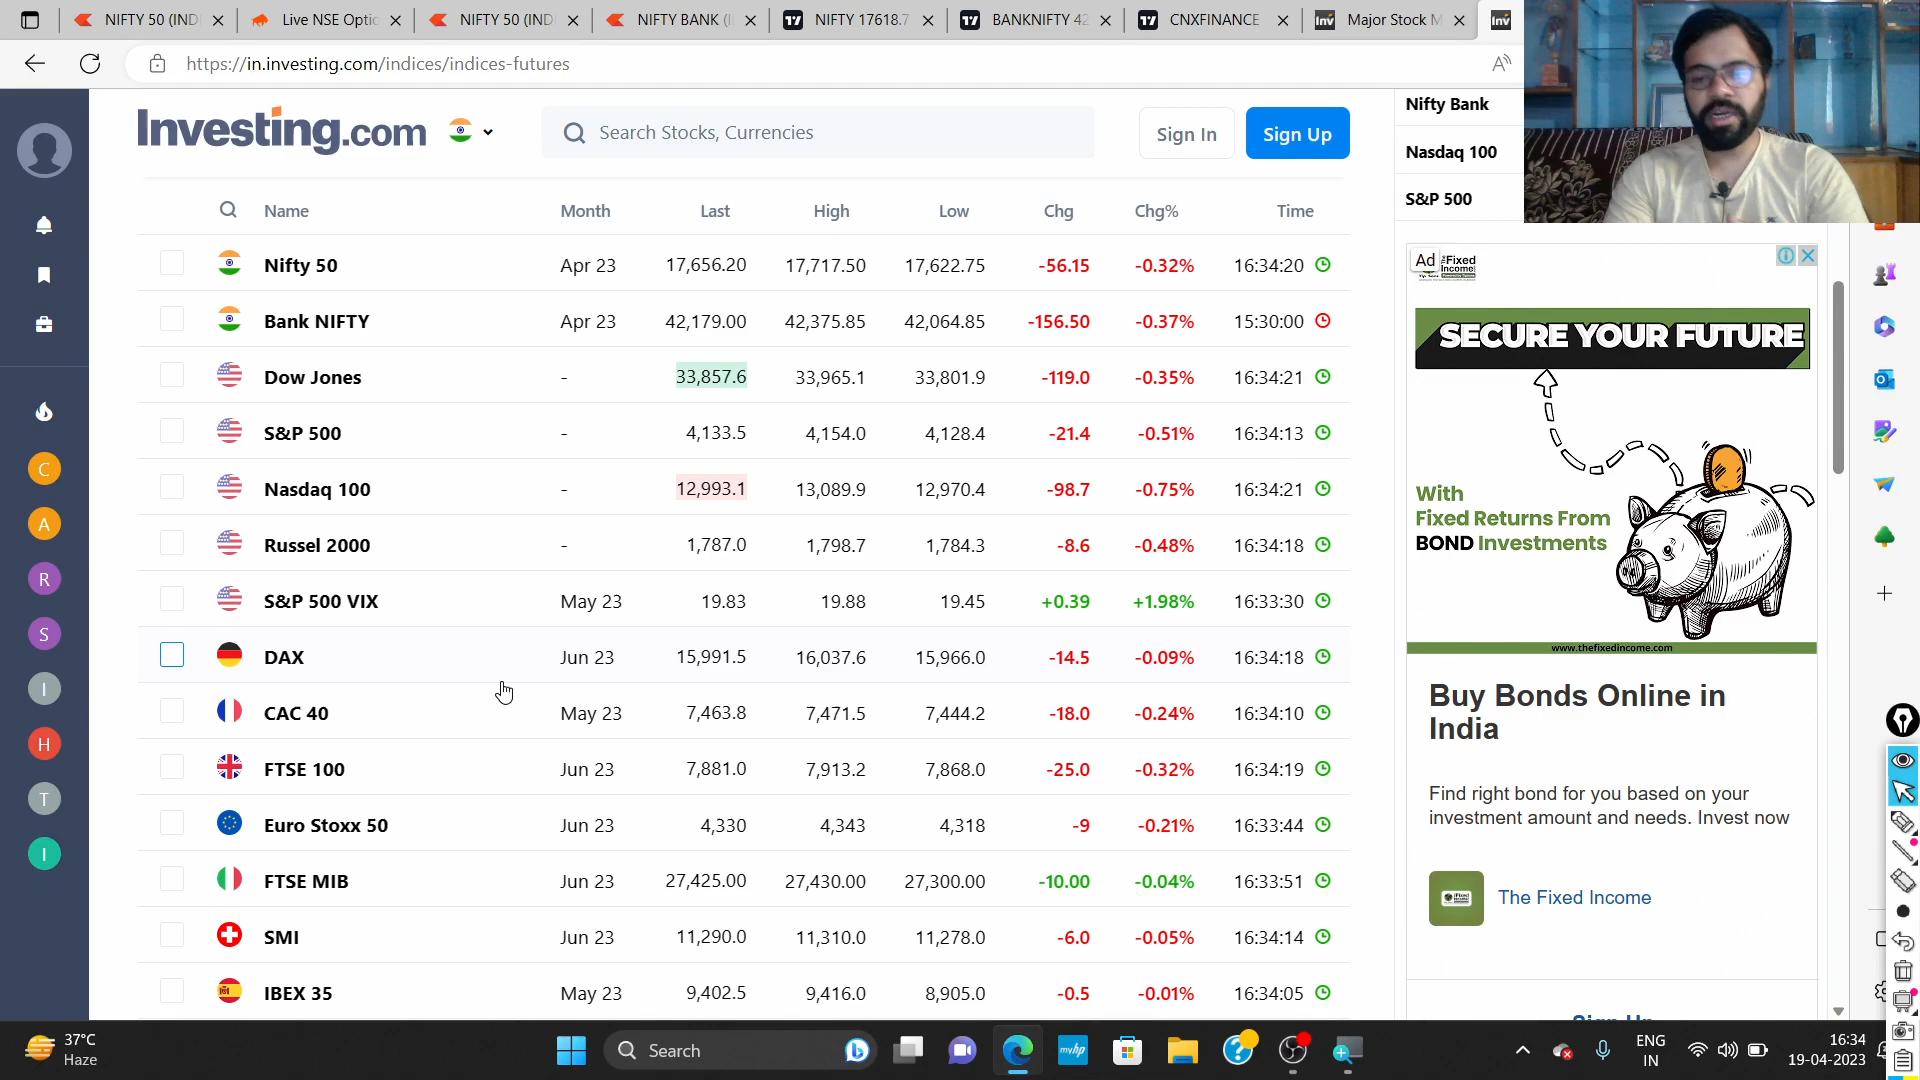 NIFTY 50 (IND
Live NSE Optic
NIFTY 50 (IND
NIFTY BANK (I
NIFTY 17618.7
BANKNIFTY 42
CNXFINANCE
Inv Major Stock M
Inv
https://in.investing.com/indices/indices-futures
Investing.com
Search Stocks, Currencies
Sign In
Sign Up
Name Month Last High Low Chg Chg% Time
Nifty 50 Apr 23 17,656.20 17,717.50 17,622.75 -56.15 -0.32% 16:34:20
Bank NIFTY Apr 23 42,179.00 42,375.85 42,064.85 -156.50 -0.37% 15:30:00
Dow Jones - 33,857.6 33,965.1 33,801.9 -119.0 -0.35% 16:34:21
S&P 500 - 4,133.5 4,154.0 4,128.4 -21.4 -0.51% 16:34:13
Nasdaq 100 - 12,993.1 13,089.9 12,970.4 -98.7 -0.75% 16:34:21
Russel 2000 - 1,787.0 1,798.7 1,784.3 -8.6 -0.48% 16:34:18
S&P 500 VIX May 23 19.83 19.88 19.45 +0.39 +1.98% 16:33:30
DAX Jun 23 15,991.5 16,037.6 15,966.0 -14.5 -0.09% 16:34:18
CAC 40 May 23 7,463.8 7,471.5 7,444.2 -18.0 -0.24% 16:34:10
FTSE 100 Jun 23 7,881.0 7,913.2 7,868.0 -25.0 -0.32% 16:34:19
Euro Stoxx 50 Jun 23 4,330 4,343 4,318 -9 -0.21% 16:33:44
FTSE MIB Jun 23 27,425.00 27,430.00 27,300.00 -10.00 -0.04% 16:33:51
SMI Jun 23 11,290.0 11,310.0 11,278.0 -6.0 -0.05% 16:34:14
IBEX 35 May 23 9,402.5 9,416.0 8,905.0 -0.5 -0.01% 16:34:05
C
A
R
S
I
H
T
I
Nifty Bank
Nasdaq 100
S&P 500
Ad
Fixed
Income
SECURE YOUR FUTURE
With
Fixed Returns From
BOND Investments
www.thefixedincome.com
Buy Bonds Online in
India
Find right bond for you based on your
investment amount and needs. Invest now
The Fixed Income
Sign Up
37°C
Haze
Search
myhp
ENG
IN
16:34
19-04-2023